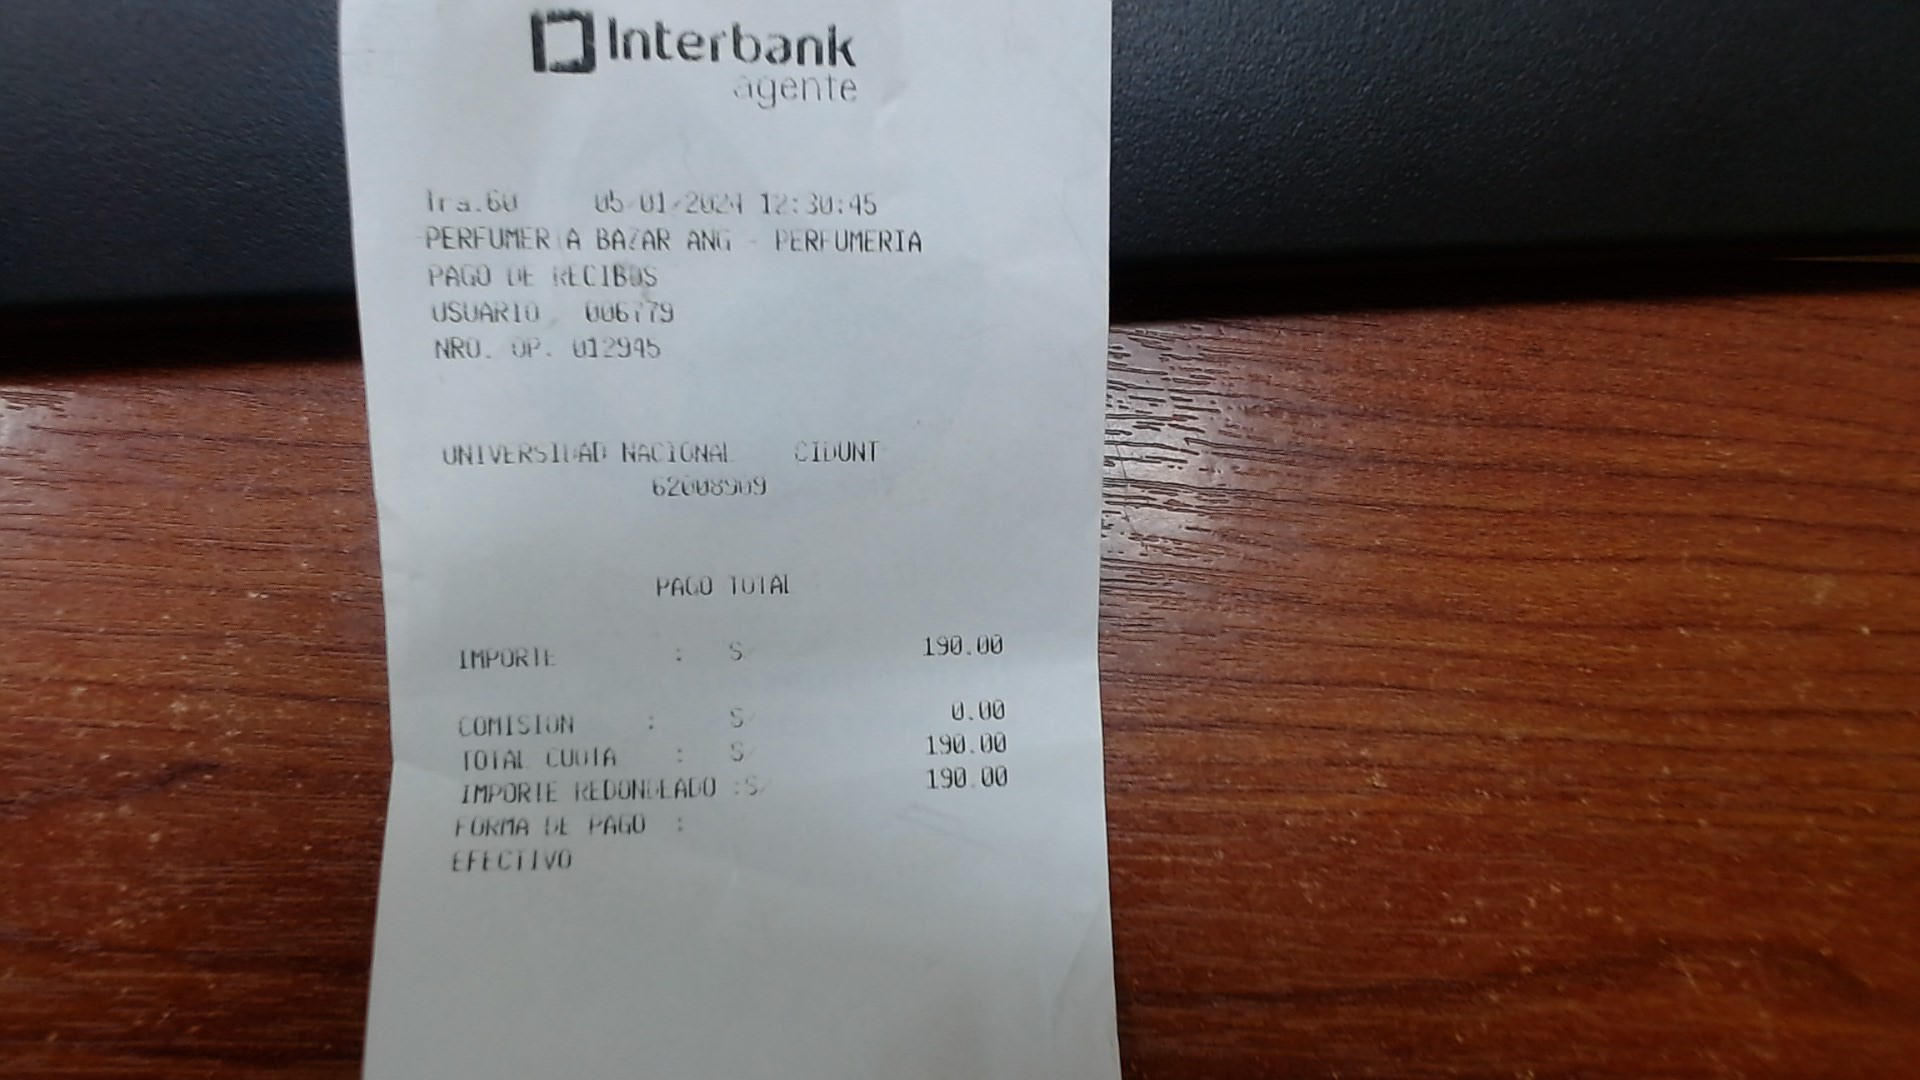 Interbank
agente
Tra.60 05/01/2024 12:30:45
PERFUMERIA BAZAR ANG - PERFUMERIA
PAGO DE RECIBOS
USUARIO 006779
NRO. OP. 012945
UNIVERSIDAD NACIONAL CIDUNT
62008909
PAGO TOTAL
IMPORTE : S/ 190.00
COMISION : S/ 0.00
TOTAL CUOTA : S/ 190.00
IMPORTE REDONDEADO :S/ 190.00
FORMA DE PAGO :
EFECTIVO